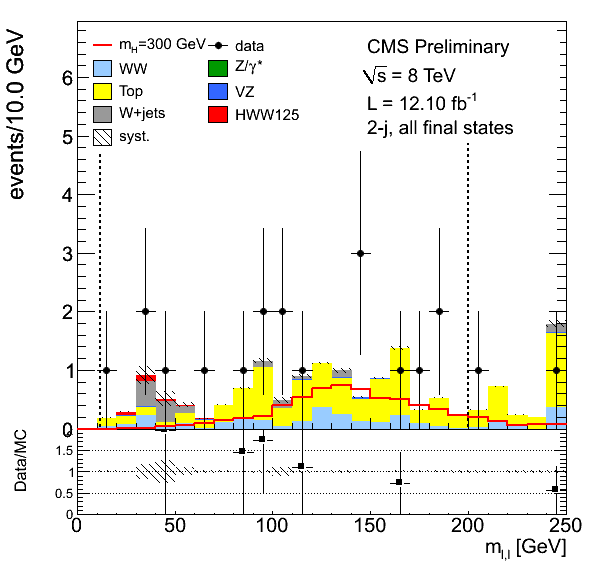 events/10.0 GeV
m_H=300 GeV
data
WW
Z/γ*
Top
VZ
W+jets
HWW125
syst.
CMS Preliminary
√s = 8 TeV
L = 12.10 fb⁻¹
2-j, all final states
6
5
4
3
2
1
0
Data/MC
1.5
1
0.5
0
0 50 100 150 200 250
m_l,l [GeV]